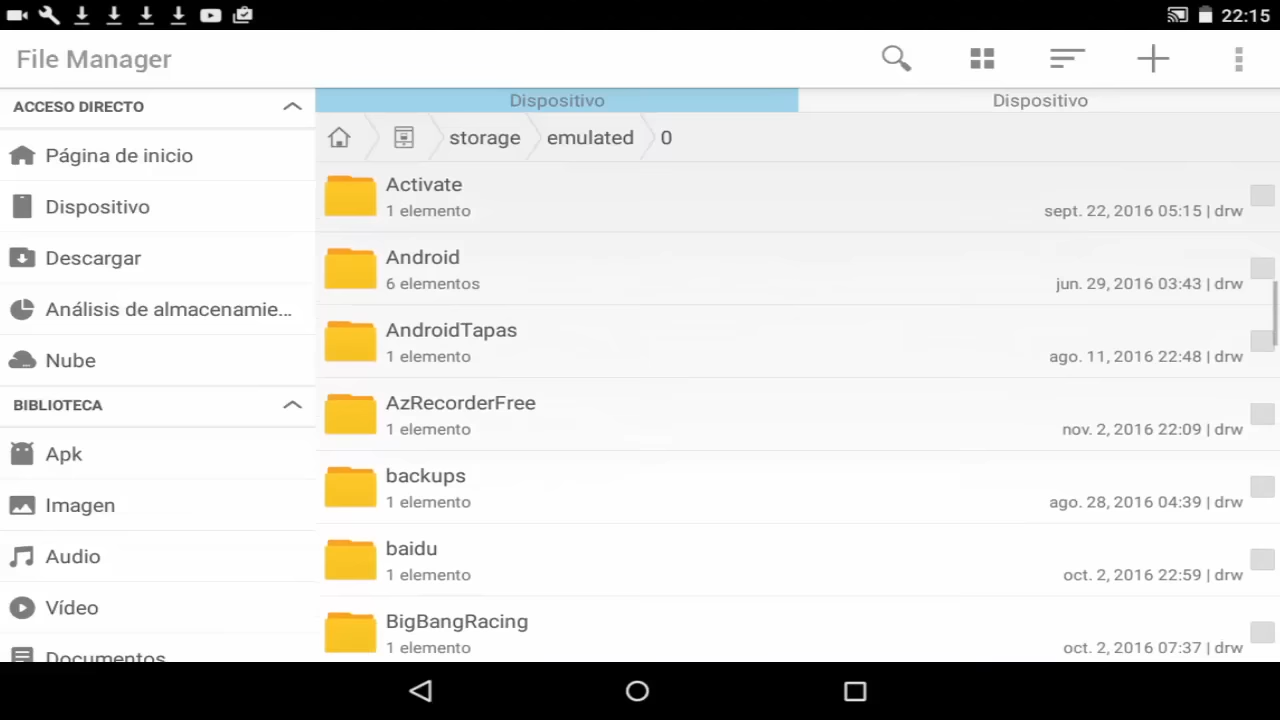 22:15
File Manager
ACCESO DIRECTO
Página de inicio
Dispositivo
Descargar
Análisis de almacenamie...
Nube
BIBLIOTECA
Apk
Imagen
Audio
Vídeo
Documentos
Dispositivo
Dispositivo
storage
emulated
0
Activate
1 elemento
sept. 22, 2016 05:15 | drw
Android
6 elementos
jun. 29, 2016 03:43 | drw
AndroidTapas
1 elemento
ago. 11, 2016 22:48 | drw
AzRecorderFree
1 elemento
nov. 2, 2016 22:09 | drw
backups
1 elemento
ago. 28, 2016 04:39 | drw
baidu
1 elemento
oct. 2, 2016 22:59 | drw
BigBangRacing
1 elemento
oct. 2, 2016 07:37 | drw